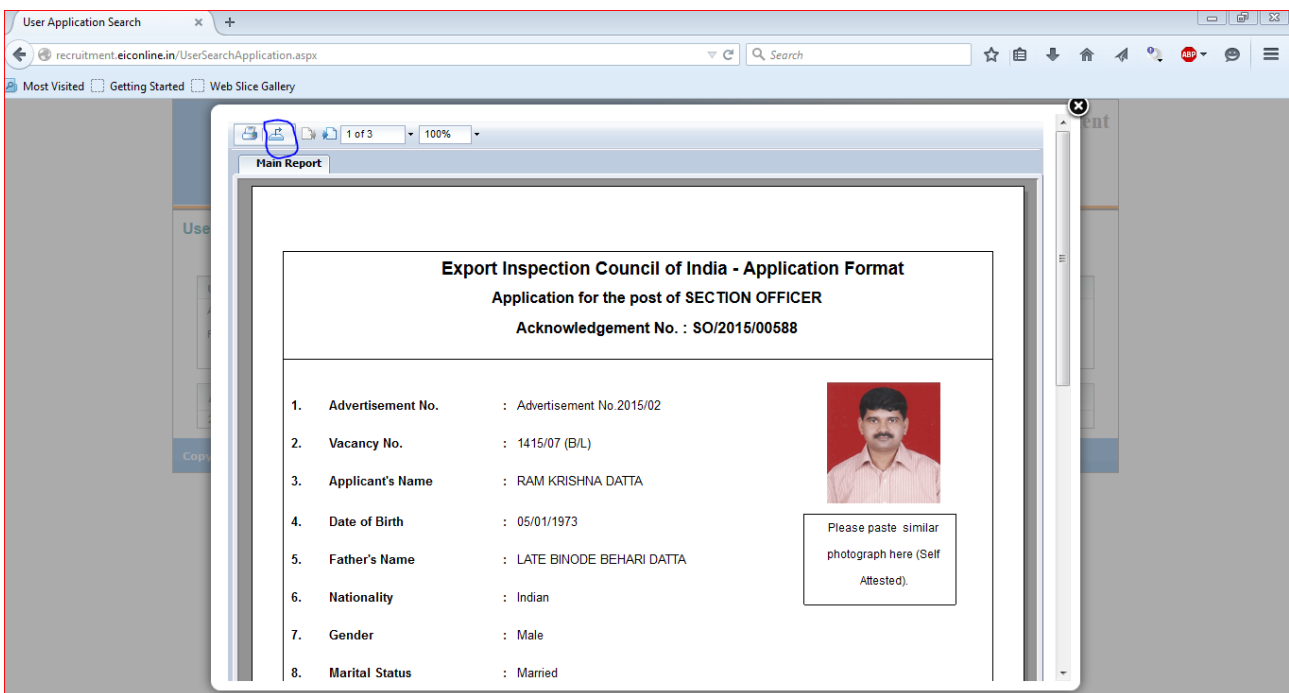 User Application Search
recruitment.eiconline.in/UserSearchApplication.aspx
Search
ABP
Most Visited Getting Started Web Slice Gallery
ent
1 of 3 100%
Main Report
Use
Export Inspection Council of India - Application Format
Application for the post of SECTION OFFICER
Acknowledgement No. : SO/2015/00588
1. Advertisement No. : Advertisement No.2015/02
2. Vacancy No. : 1415/07 (B/L)
3. Applicant's Name : RAM KRISHNA DATTA
4. Date of Birth : 05/01/1973
Please paste similar
photograph here (Self
Attested).
5. Father's Name : LATE BINODE BEHARI DATTA
6. Nationality : Indian
7. Gender : Male
8. Marital Status : Married
Copy